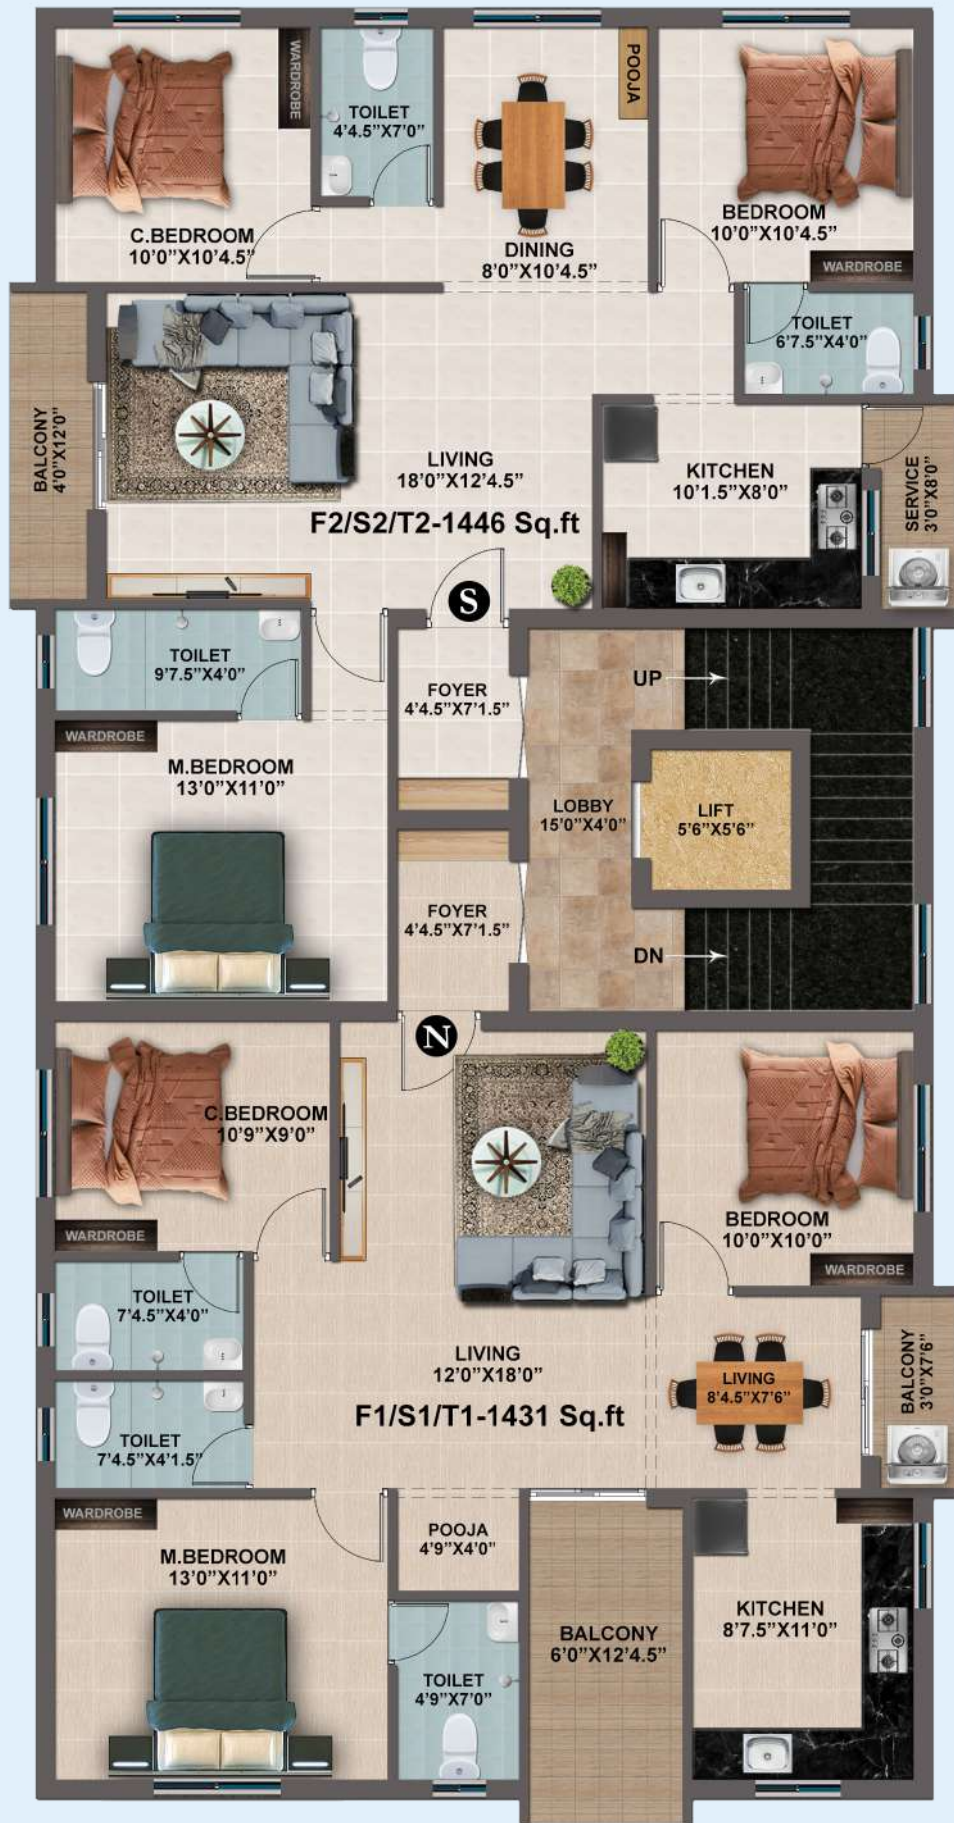 WARDROBE
TOILET
4'4.5”X7'0”
POOJA
C.BEDROOM
10'0”X10'4.5”
DINING
8'0”X10'4.5”
BEDROOM
10'0”X10'4.5”
WARDROBE
TOILET
6'7.5”X4'0”
BALCONY
4'0”X12'0”
LIVING
18'0”X12'4.5”
KITCHEN
10'1.5”X8'0”
SERVICE
3'0”X8'0”
F2/S2/T2-1446 Sq.ft
S
TOILET
9'7.5”X4'0”
FOYER
4'4.5”X7'1.5”
UP
WARDROBE
M.BEDROOM
13'0”X11'0”
LOBBY
15'0”X4'0”
LIFT
5'6”X5'6”
FOYER
4'4.5”X7'1.5”
DN
N
C.BEDROOM
10'9”X9'0”
WARDROBE
BEDROOM
10'0”X10'0”
WARDROBE
TOILET
7'4.5”X4'0”
LIVING
12'0”X18'0”
LIVING
8'4.5”X7'6”
BALCONY
3'0”X7'6”
F1/S1/T1-1431 Sq.ft
TOILET
7'4.5”X4'1.5”
WARDROBE
POOJA
4'9”X4'0”
M.BEDROOM
13'0”X11'0”
KITCHEN
8'7.5”X11'0”
BALCONY
6'0”X12'4.5”
TOILET
4'9”X7'0”